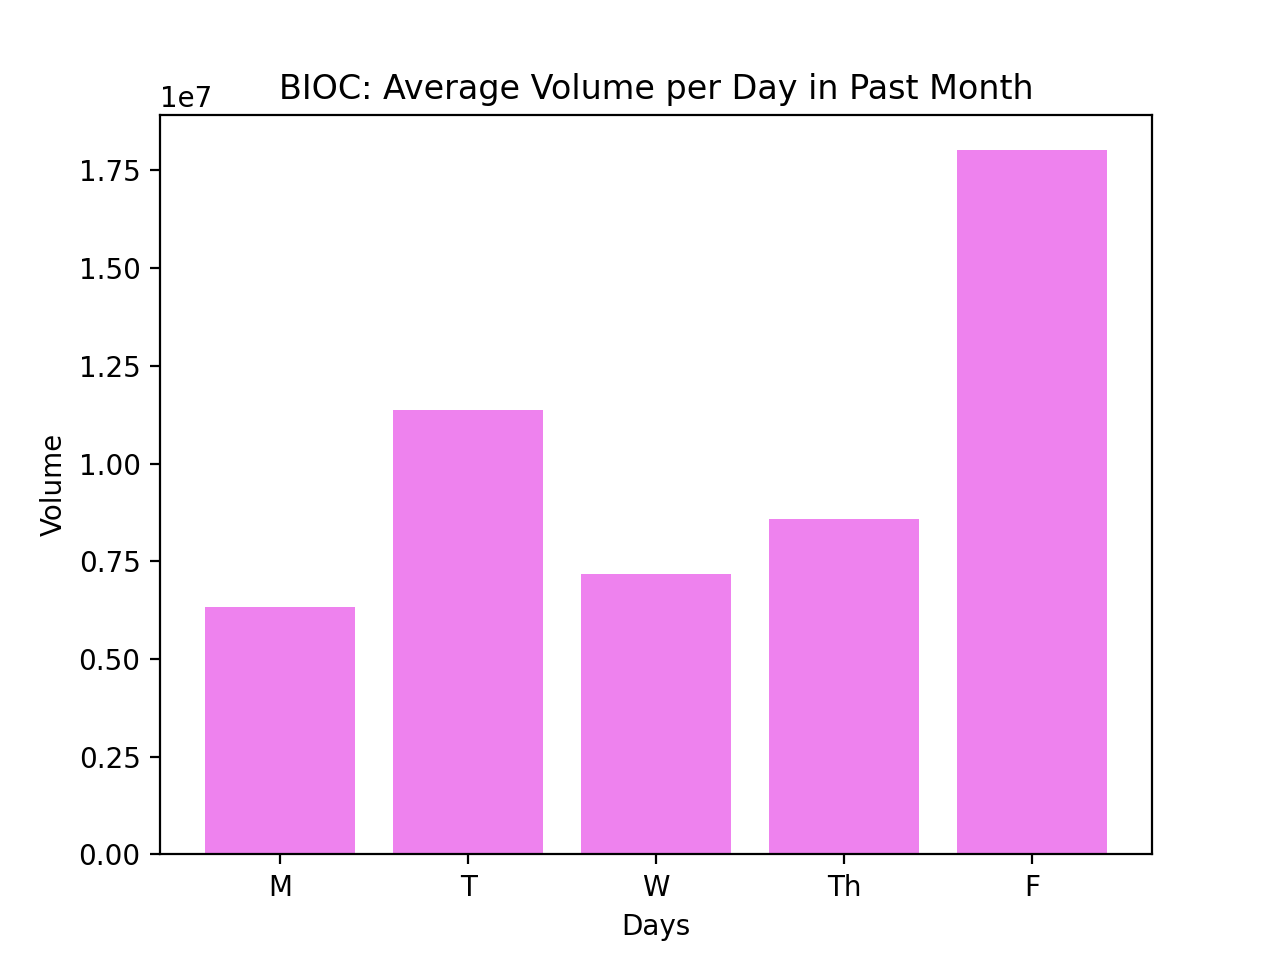 BIOC: Average Volume per Day in Past Month
1e7
1.75
1.50
1.25
1.00
0.75
0.50
0.25
0.00
Volume
M T W Th F
Days